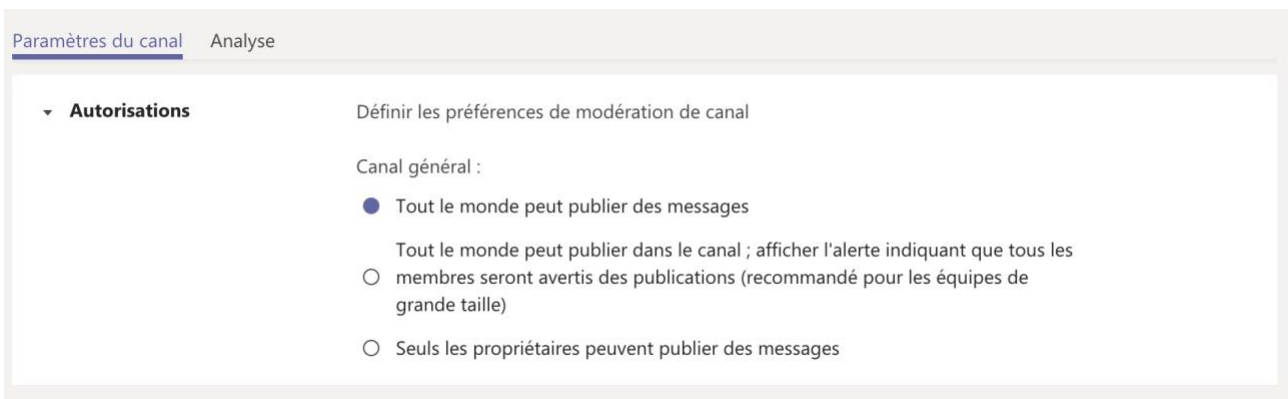 Paramètres du canal Analyse
Autorisations Définir les préférences de modération de canal
Canal général :
Tout le monde peut publier des messages
Tout le monde peut publier dans le canal ; afficher l'alerte indiquant que tous les
membres seront avertis des publications (recommandé pour les équipes de
grande taille)
Seuls les propriétaires peuvent publier des messages